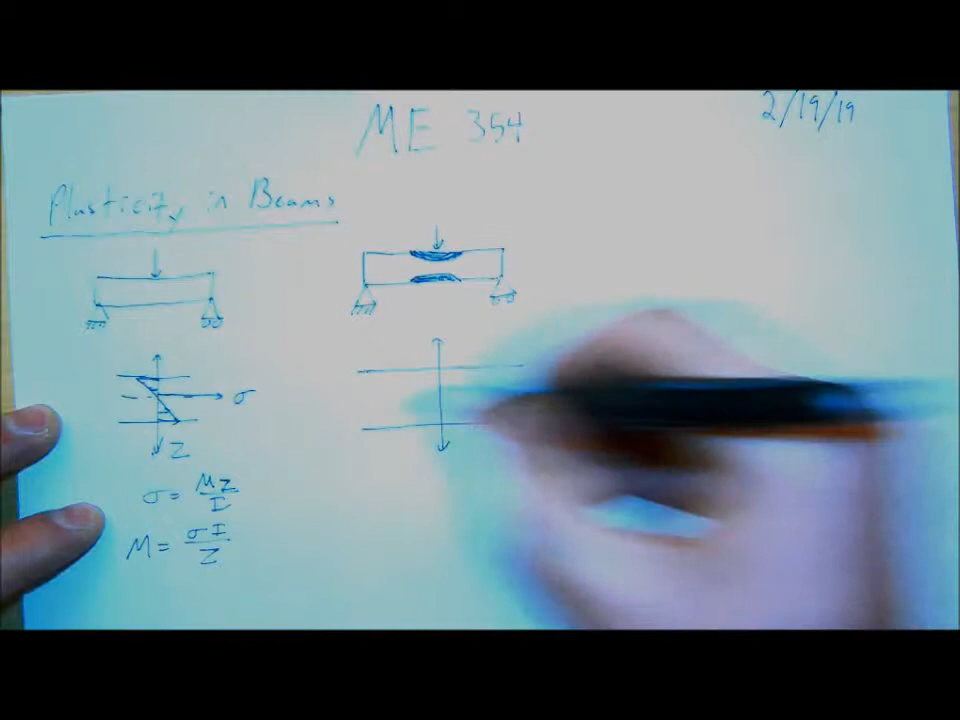 ME 354
2/19/19
Plasticity in Beams
σ
Z
σ = MZ/I
M = σI/Z